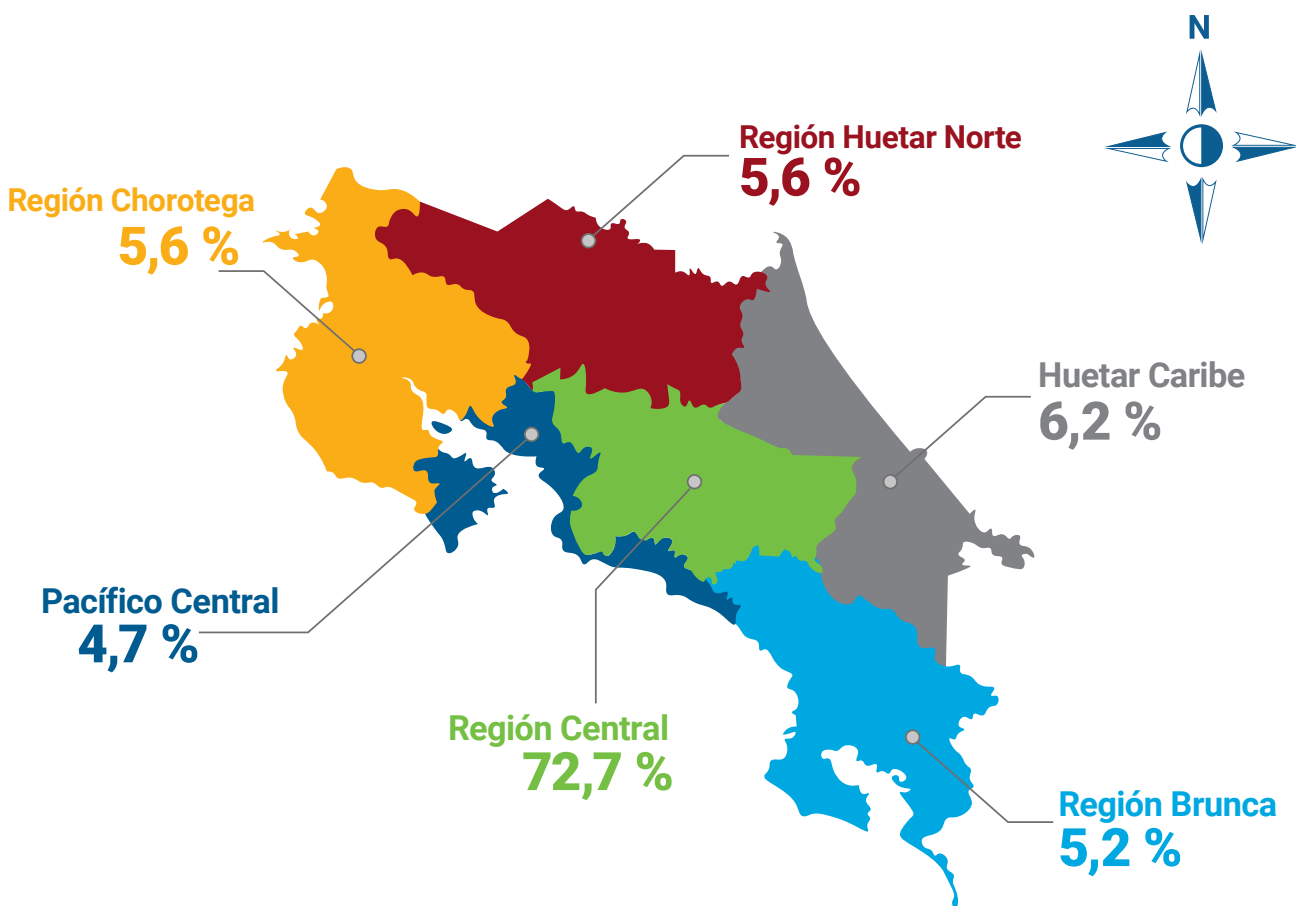 N
Región Huetar Norte
5,6 %
Región Chorotega
5,6 %
Huetar Caribe
6,2 %
Pacífico Central
4,7 %
Región Central
72,7 %
Región Brunca
5,2 %